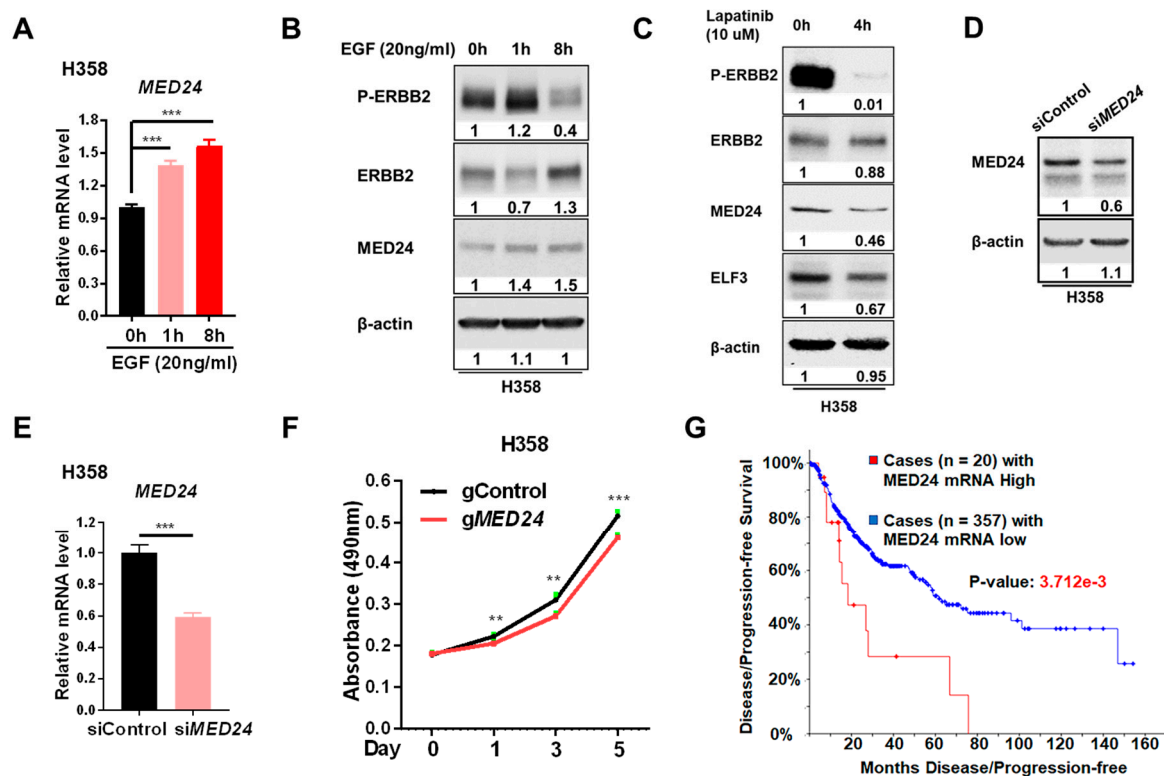 A
H358
MED24
***
***
Relative mRNA level
1.8
1.5
1.2
0.9
0.6
0.3
0.0
0h 1h 8h
EGF (20ng/ml)
B
EGF (20ng/ml) 0h 1h 8h
P-ERBB2
1 1.2 0.4
ERBB2
1 0.7 1.3
MED24
1 1.4 1.5
β-actin
1 1.1 1
H358
C
Lapatinib 0h 4h
(10 uM)
P-ERBB2
1 0.01
ERBB2
1 0.88
MED24
1 0.46
ELF3
1 0.67
β-actin
1 0.95
H358
D
siControl siMED24
MED24
1 0.6
β-actin
1 1.1
H358
E
H358
MED24
***
Relative mRNA level
1.2
1.0
0.8
0.6
0.4
0.2
0.0
siControl siMED24
F
H358
gControl
gMED24
Absorbance (490nm)
0.6
0.5
0.4
0.3
0.2
0.1
0.0
** ** ***
Day 0 1 3 5
G
Disease/Progression-free Survival
100%
80%
60%
40%
20%
0%
Cases (n = 20) with
MED24 mRNA High
Cases (n = 357) with
MED24 mRNA low
P-value: 3.712e-3
20 40 60 80 100 120 140 160
Months Disease/Progression-free